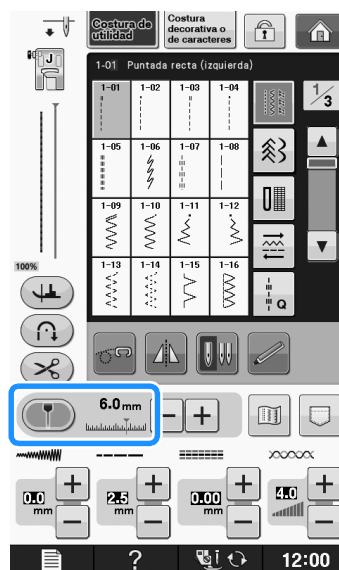 Costura de utilidad
Costura decorativa o de caracteres
J
1-01 Puntada recta (izquierda)
1-01 1-02 1-03 1-04
1/3
1-05 1-06 1-07 1-08
1-09 1-10 1-11 1-12
1-13 1-14 1-15 1-16
Q
100%
6.0 mm
- +
+ + + +
0.0 mm
2.5 mm
0.00 mm
4.0
- - - -
? 12:00